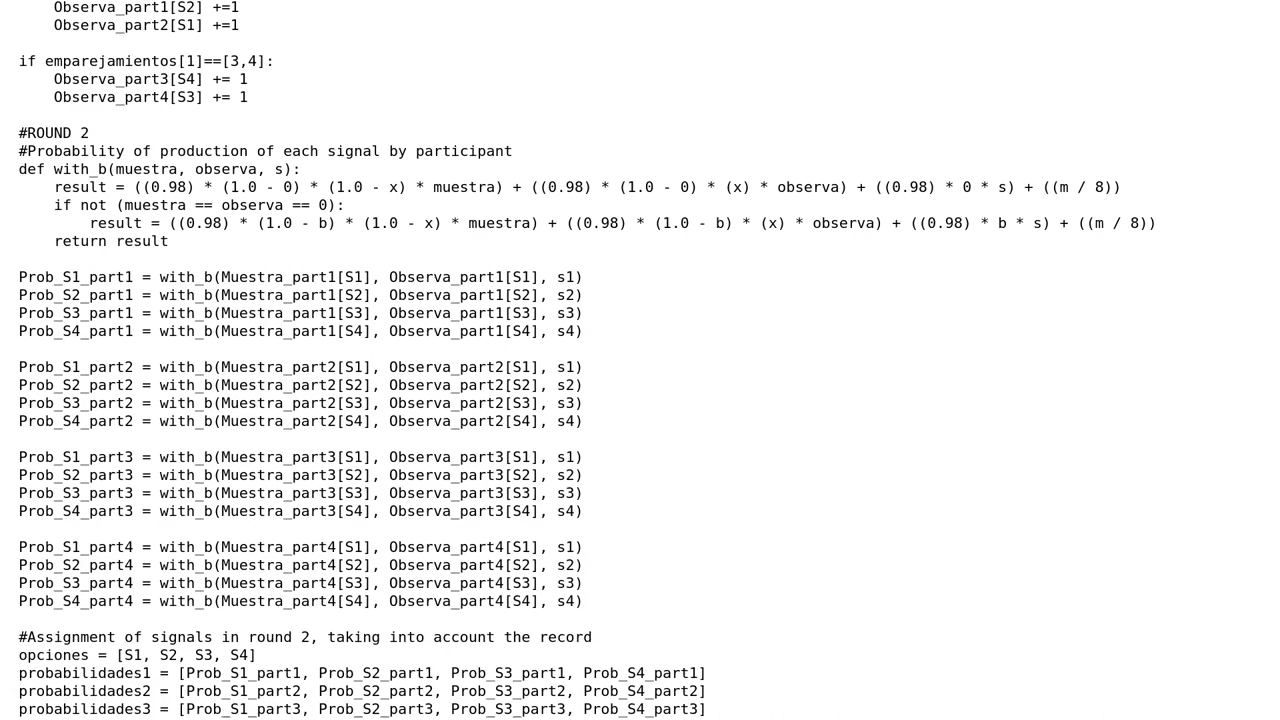 Observa_part1[S2] +=1
    Observa_part2[S1] +=1

if emparejamientos[1]==[3,4]:
    Observa_part3[S4] += 1
    Observa_part4[S3] += 1

#ROUND 2
#Probability of production of each signal by participant
def with_b(muestra, observa, s):
    result = ((0.98) * (1.0 - 0) * (1.0 - x) * muestra) + ((0.98) * (1.0 - 0) * (x) * observa) + ((0.98) * 0 * s) + ((m / 8))
    if not (muestra == observa == 0):
        result = ((0.98) * (1.0 - b) * (1.0 - x) * muestra) + ((0.98) * (1.0 - b) * (x) * observa) + ((0.98) * b * s) + ((m / 8))
    return result

Prob_S1_part1 = with_b(Muestra_part1[S1], Observa_part1[S1], s1)
Prob_S2_part1 = with_b(Muestra_part1[S2], Observa_part1[S2], s2)
Prob_S3_part1 = with_b(Muestra_part1[S3], Observa_part1[S3], s3)
Prob_S4_part1 = with_b(Muestra_part1[S4], Observa_part1[S4], s4)

Prob_S1_part2 = with_b(Muestra_part2[S1], Observa_part2[S1], s1)
Prob_S2_part2 = with_b(Muestra_part2[S2], Observa_part2[S2], s2)
Prob_S3_part2 = with_b(Muestra_part2[S3], Observa_part2[S3], s3)
Prob_S4_part2 = with_b(Muestra_part2[S4], Observa_part2[S4], s4)

Prob_S1_part3 = with_b(Muestra_part3[S1], Observa_part3[S1], s1)
Prob_S2_part3 = with_b(Muestra_part3[S2], Observa_part3[S2], s2)
Prob_S3_part3 = with_b(Muestra_part3[S3], Observa_part3[S3], s3)
Prob_S4_part3 = with_b(Muestra_part3[S4], Observa_part3[S4], s4)

Prob_S1_part4 = with_b(Muestra_part4[S1], Observa_part4[S1], s1)
Prob_S2_part4 = with_b(Muestra_part4[S2], Observa_part4[S2], s2)
Prob_S3_part4 = with_b(Muestra_part4[S3], Observa_part4[S3], s3)
Prob_S4_part4 = with_b(Muestra_part4[S4], Observa_part4[S4], s4)

#Assignment of signals in round 2, taking into account the record
opciones = [S1, S2, S3, S4]
probabilidades1 = [Prob_S1_part1, Prob_S2_part1, Prob_S3_part1, Prob_S4_part1]
probabilidades2 = [Prob_S1_part2, Prob_S2_part2, Prob_S3_part2, Prob_S4_part2]
probabilidades3 = [Prob_S1_part3, Prob_S2_part3, Prob_S3_part3, Prob_S4_part3]